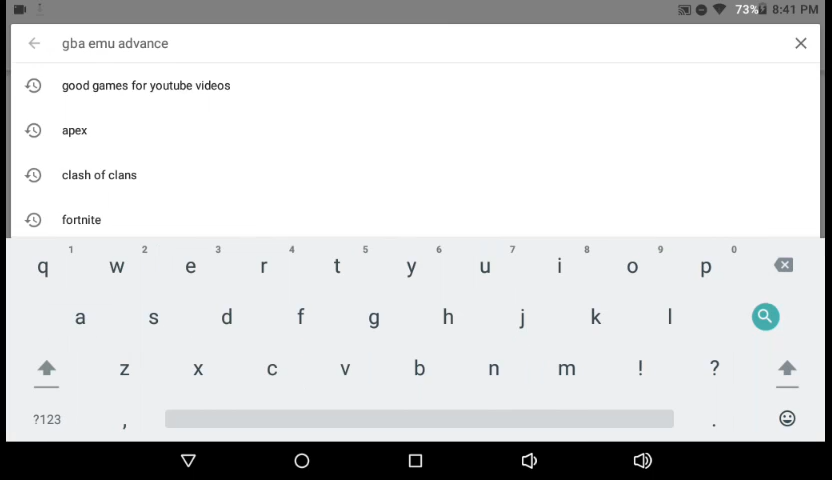 73% 8:41 PM
gba emu advance
good games for youtube videos
apex
clash of clans
fortnite
1 2 3 4 5 6 7 8 9 0
q w e r t y u i o p
a s d f g h j k l
z x c v b n m ! ?
?123 , .